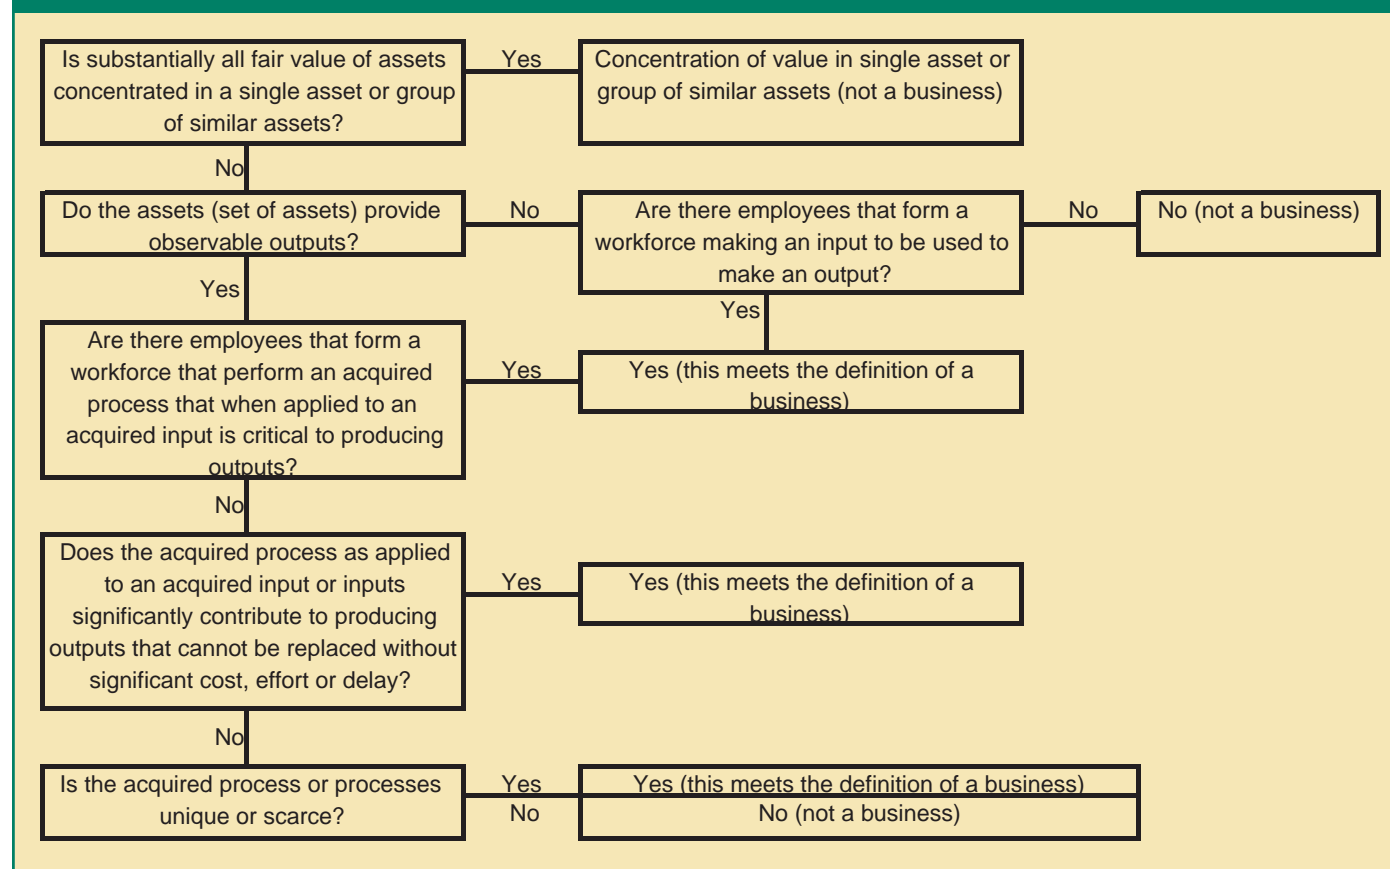 Is substantially all fair value of assets
concentrated in a single asset or group
of similar assets?
Yes
Concentration of value in single asset or
group of similar assets (not a business)
No
Do the assets (set of assets) provide
observable outputs?
No
Are there employees that form a
workforce making an input to be used to
make an output?
No
No (not a business)
Yes
Yes
Are there employees that form a
workforce that perform an acquired
process that when applied to an
acquired input is critical to producing
outputs?
Yes
Yes (this meets the definition of a
business)
No
Does the acquired process as applied
to an acquired input or inputs
significantly contribute to producing
outputs that cannot be replaced without
significant cost, effort or delay?
Yes
Yes (this meets the definition of a
business)
No
Is the acquired process or processes
unique or scarce?
Yes
Yes (this meets the definition of a business)
No
No (not a business)